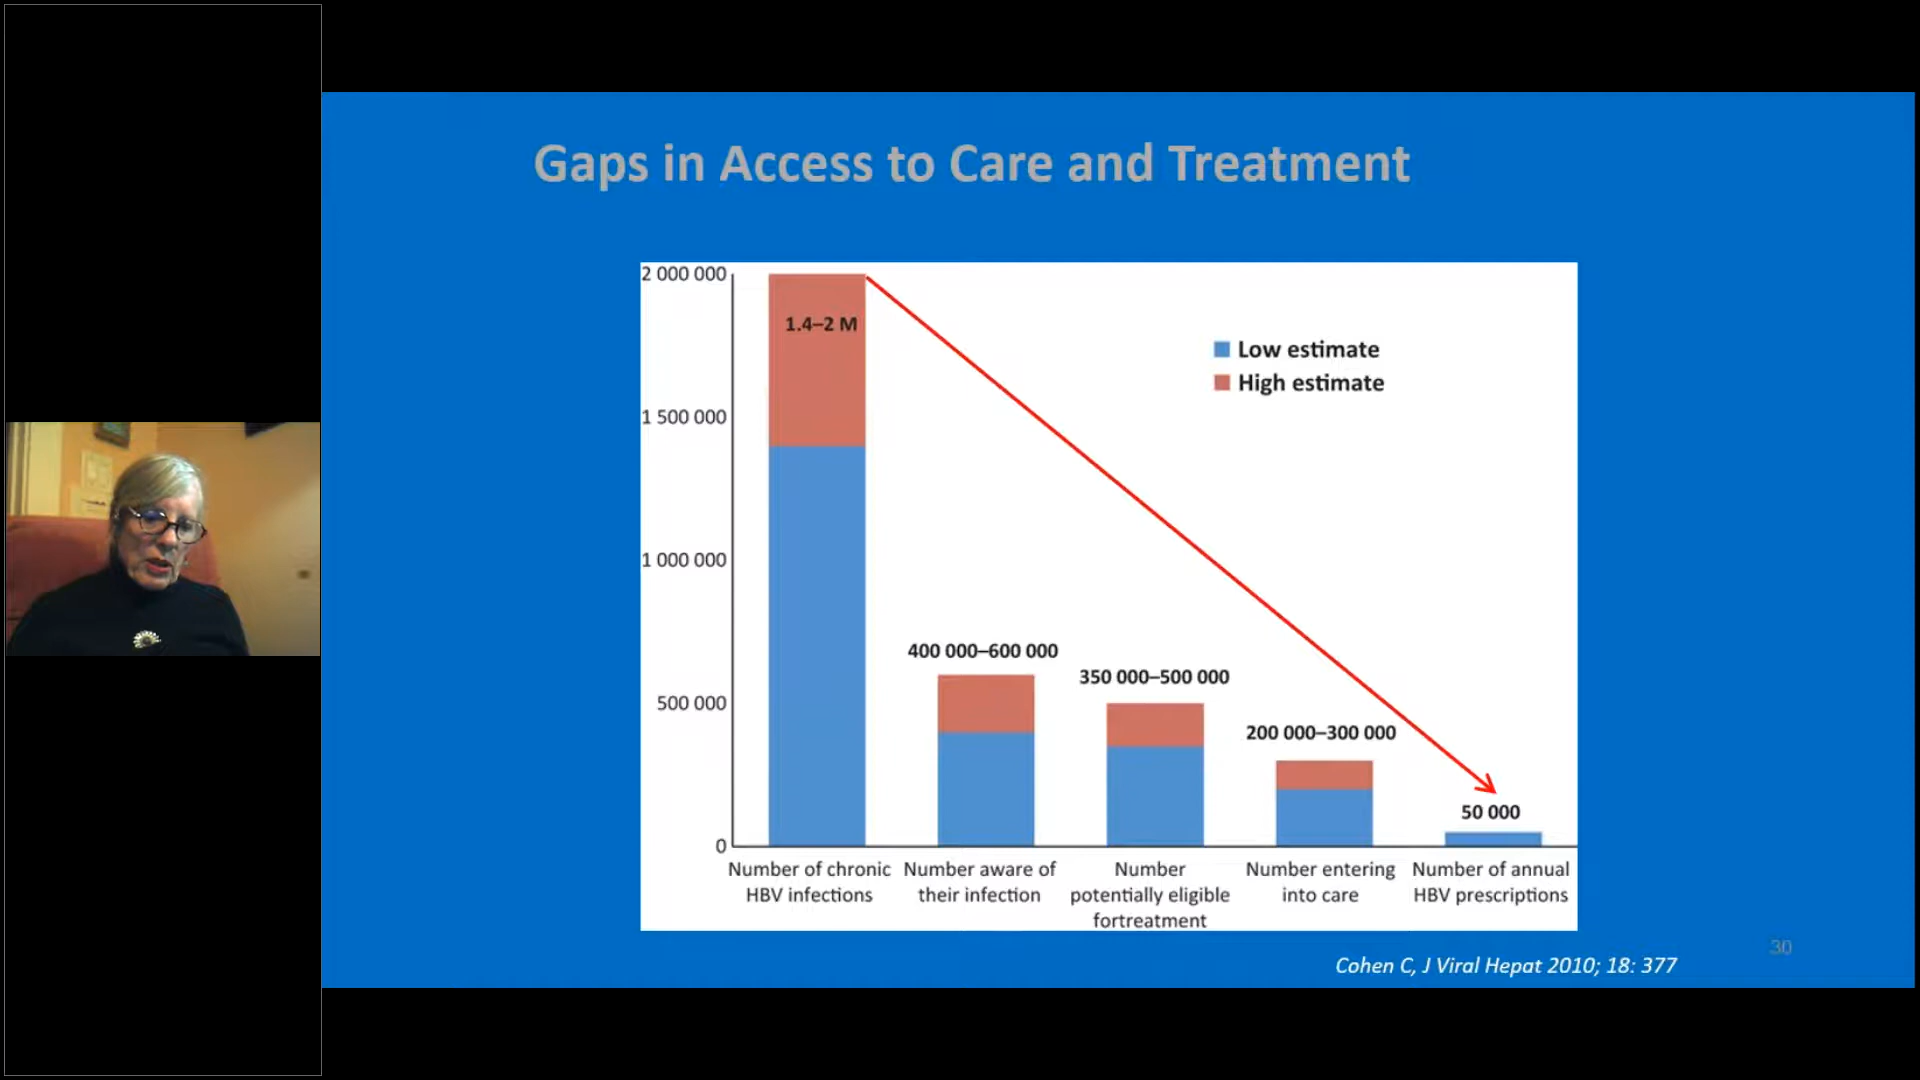 Gaps in Access to Care and Treatment
2 000 000
1 500 000
1 000 000
500 000
0
1.4–2 M
400 000–600 000
350 000–500 000
200 000–300 000
50 000
Low estimate
High estimate
Number of chronic
HBV infections
Number aware of
their infection
Number
potentially eligible
fortreatment
Number entering
into care
Number of annual
HBV prescriptions
Cohen C, J Viral Hepat 2010; 18: 377
30